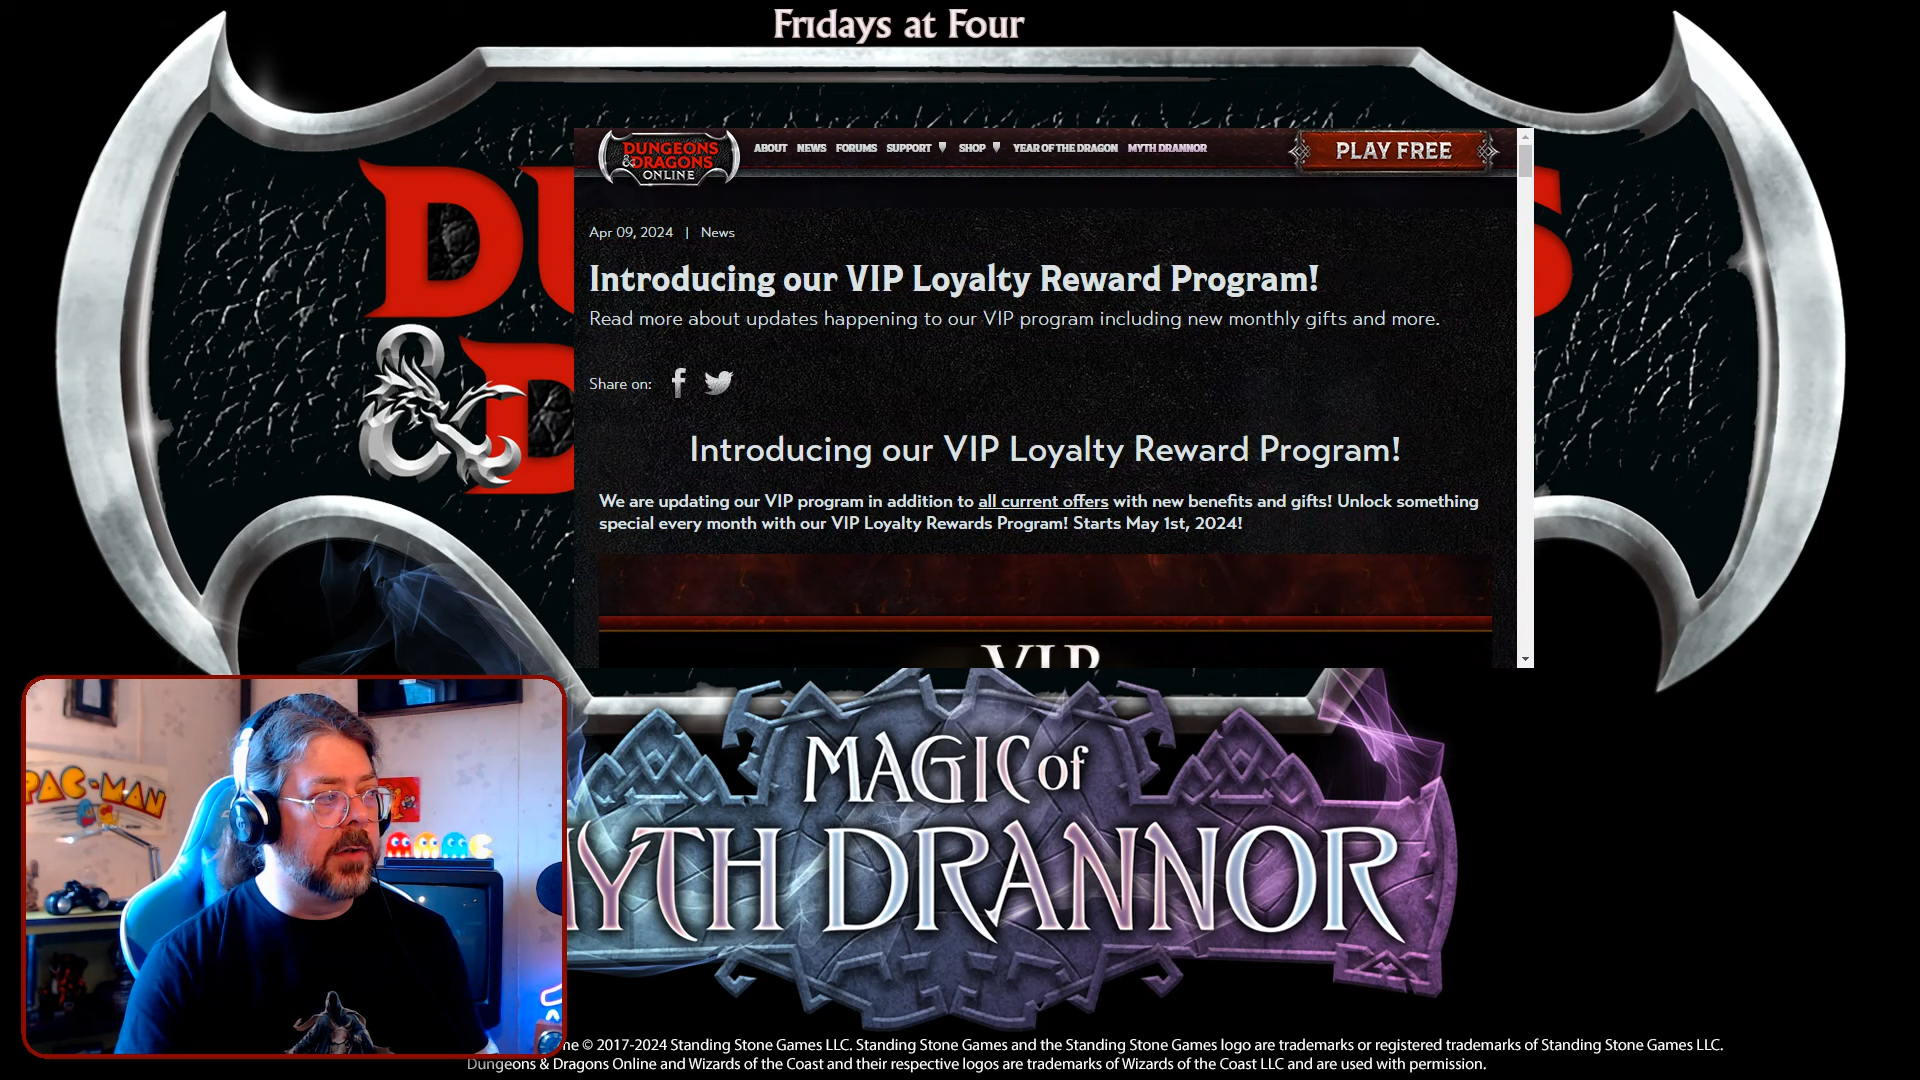 Fridays at Four
DUNGEONS
& DRAGONS
ONLINE
ABOUT NEWS FORUMS SUPPORT SHOP YEAR OF THE DRAGON MYTH DRANNOR
PLAY FREE
Apr 09, 2024 | News
Introducing our VIP Loyalty Reward Program!
Read more about updates happening to our VIP program including new monthly gifts and more.
Share on:
Introducing our VIP Loyalty Reward Program!
We are updating our VIP program in addition to all current offers with new benefits and gifts! Unlock something
special every month with our VIP Loyalty Rewards Program! Starts May 1st, 2024!
VIP
DU
S
&D
PAC-MAN
MAGIC of
MYTH DRANNOR
© 2017-2024 Standing Stone Games LLC. Standing Stone Games and the Standing Stone Games logo are trademarks or registered trademarks of Standing Stone Games LLC.
Dungeons & Dragons Online and Wizards of the Coast and their respective logos are trademarks of Wizards of the Coast LLC and are used with permission.